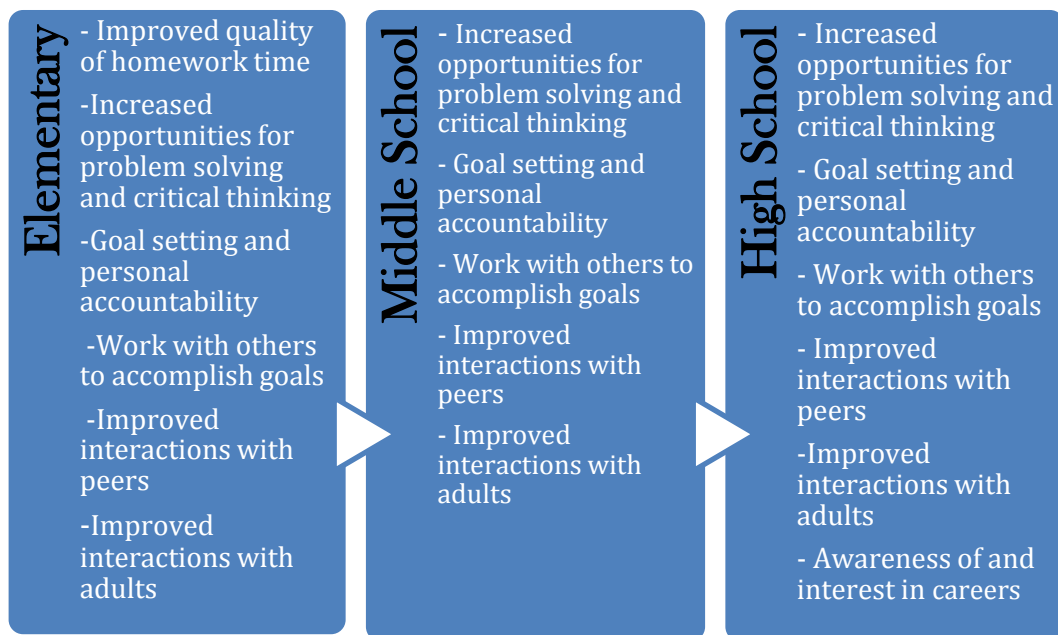 Elementary
- Improved quality
of homework time
-Increased
opportunities for
problem solving
and critical thinking
-Goal setting and
personal
accountability
-Work with others
to accomplish goals
-Improved
interactions with
peers
-Improved
interactions with
adults
Middle School
- Increased
opportunities for
problem solving and
critical thinking
- Goal setting and
personal
accountability
- Work with others to
accomplish goals
- Improved
interactions with
peers
- Improved
interactions with
adults
High School
- Increased
opportunities for
problem solving and
critical thinking
- Goal setting and
personal
accountability
- Work with others
to accomplish goals
- Improved
interactions with
peers
-Improved
interactions with
adults
- Awareness of and
interest in careers